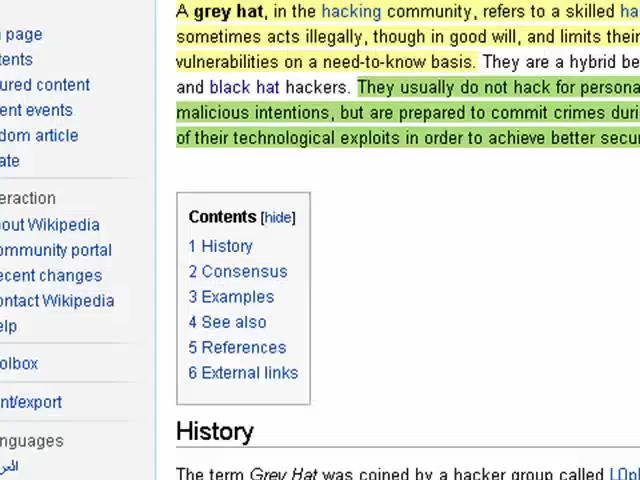 page
ents
ured content
ent events
dom article
ate
eraction
out Wikipedia
ommunity portal
ecent changes
ontact Wikipedia
elp
olbox
nt/export
nguages
العر
A grey hat, in the hacking community, refers to a skilled ha
sometimes acts illegally, though in good will, and limits their
vulnerabilities on a need-to-know basis. They are a hybrid be
and black hat hackers. They usually do not hack for persona
malicious intentions, but are prepared to commit crimes duri
of their technological exploits in order to achieve better secur
Contents [hide]
1 History
2 Consensus
3 Examples
4 See also
5 References
6 External links
History
The term Grey Hat was coined by a hacker group called L0p